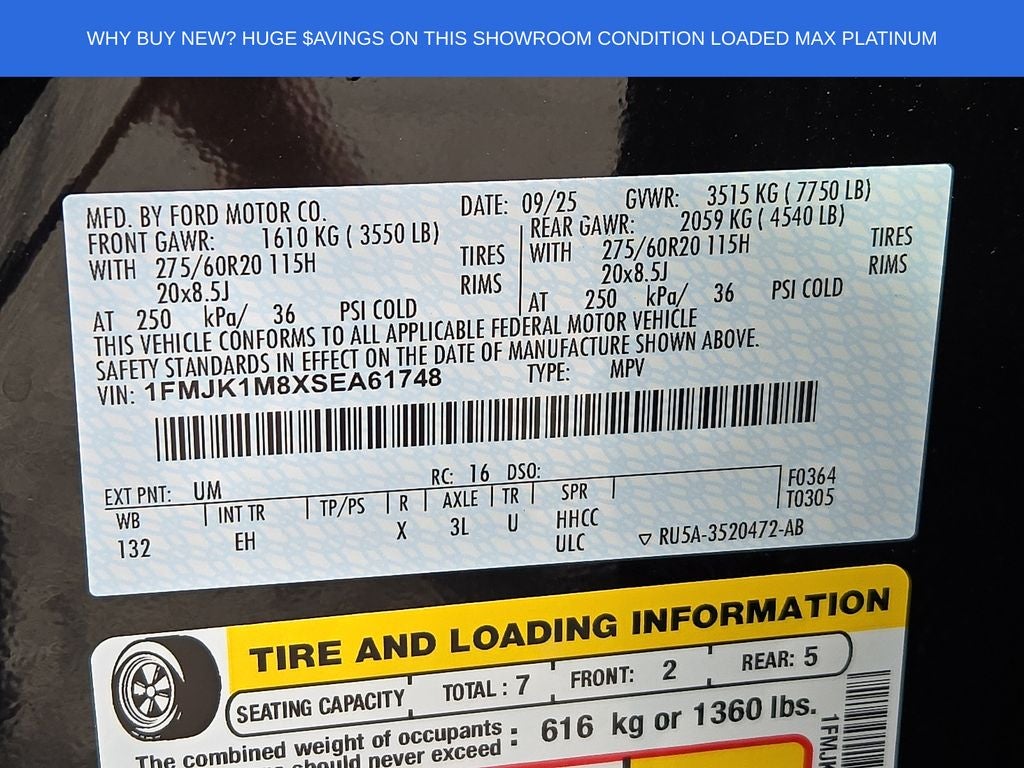 WHY BUY NEW? HUGE $AVINGS ON THIS SHOWROOM CONDITION LOADED MAX PLATINUM
MFD. BY FORD MOTOR CO. DATE: 09/25 GVWR: 3515 KG ( 7750 LB)
FRONT GAWR: 1610 KG ( 3550 LB) REAR GAWR: 2059 KG ( 4540 LB)
WITH 275/60R20 115H TIRES WITH 275/60R20 115H TIRES
20x8.5J RIMS 20x8.5J RIMS
AT 250 kPa/ 36 PSI COLD AT 250 kPa/ 36 PSI COLD
THIS VEHICLE CONFORMS TO ALL APPLICABLE FEDERAL MOTOR VEHICLE
SAFETY STANDARDS IN EFFECT ON THE DATE OF MANUFACTURE SHOWN ABOVE.
VIN: 1FMJK1M8XSEA61748 TYPE: MPV
EXT PNT: UM RC: 16 DSO: F0364
WB INT TR TP/PS R AXLE TR SPR T0305
132 EH X 3L U HHCC
ULC ▽ RU5A-3520472-AB
TIRE AND LOADING INFORMATION
SEATING CAPACITY TOTAL : 7 FRONT: 2 REAR: 5
The combined weight of occupants : 616 kg or 1360 lbs.
should never exceed
1FMJK